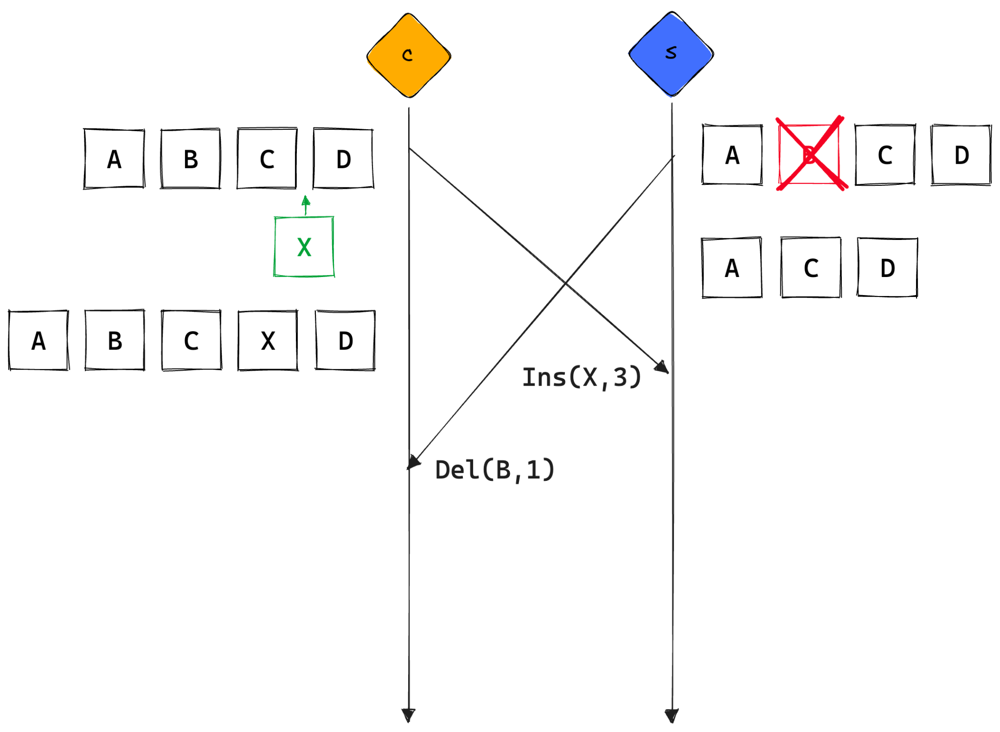 c
s
A B C D
A B C D
X
A C D
A B C X D
Ins(X,3)
Del(B,1)